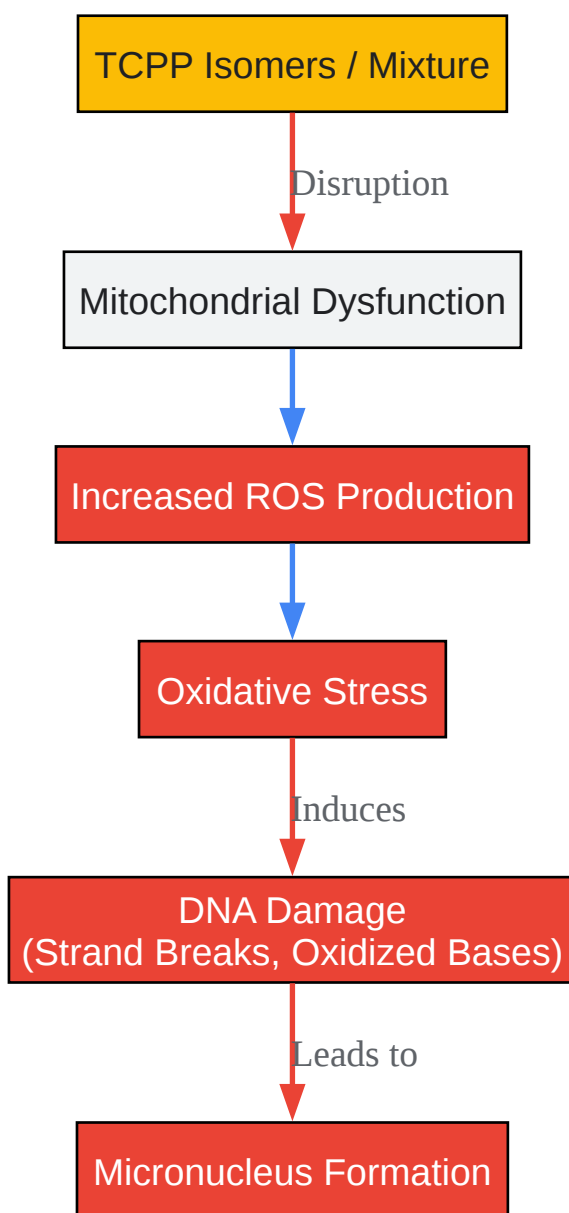 TCPP Isomers / Mixture
Disruption
Mitochondrial Dysfunction
Increased ROS Production
Oxidative Stress
Induces
DNA Damage
(Strand Breaks, Oxidized Bases)
Leads to
Micronucleus Formation